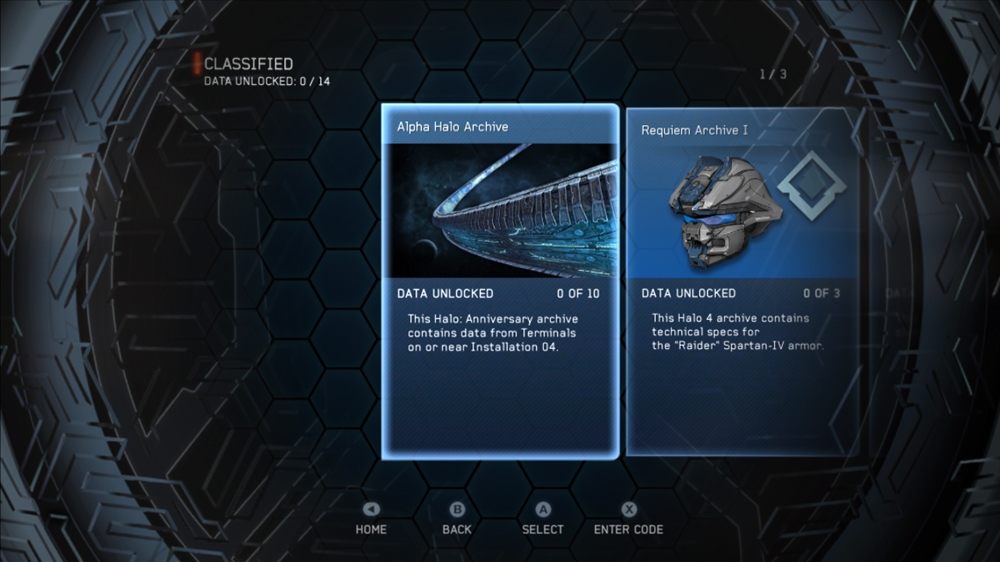 CLASSIFIED
DATA UNLOCKED: 0 / 14
1 / 3
Alpha Halo Archive
DATA UNLOCKED 0 OF 10
This Halo: Anniversary archive
contains data from Terminals
on or near Installation 04.
Requiem Archive I
DATA UNLOCKED 0 OF 3
This Halo 4 archive contains
technical specs for
the "Raider" Spartan-IV armor.
HOME
B
BACK
A
SELECT
X
ENTER CODE